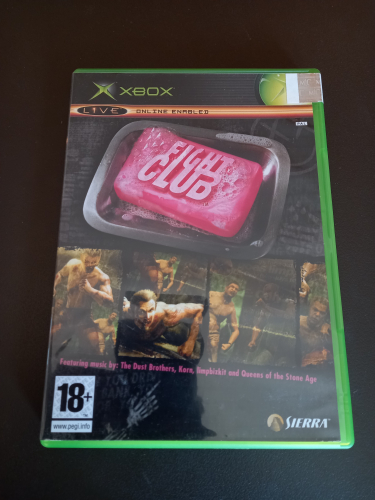 XBOX
LIVE ONLINE ENABLED
FIGHT
CLUB
Featuring music by: The Dust Brothers, Korn, limpbizkit and Queens of the Stone Age
18+
www.pegi.info
SIERRA